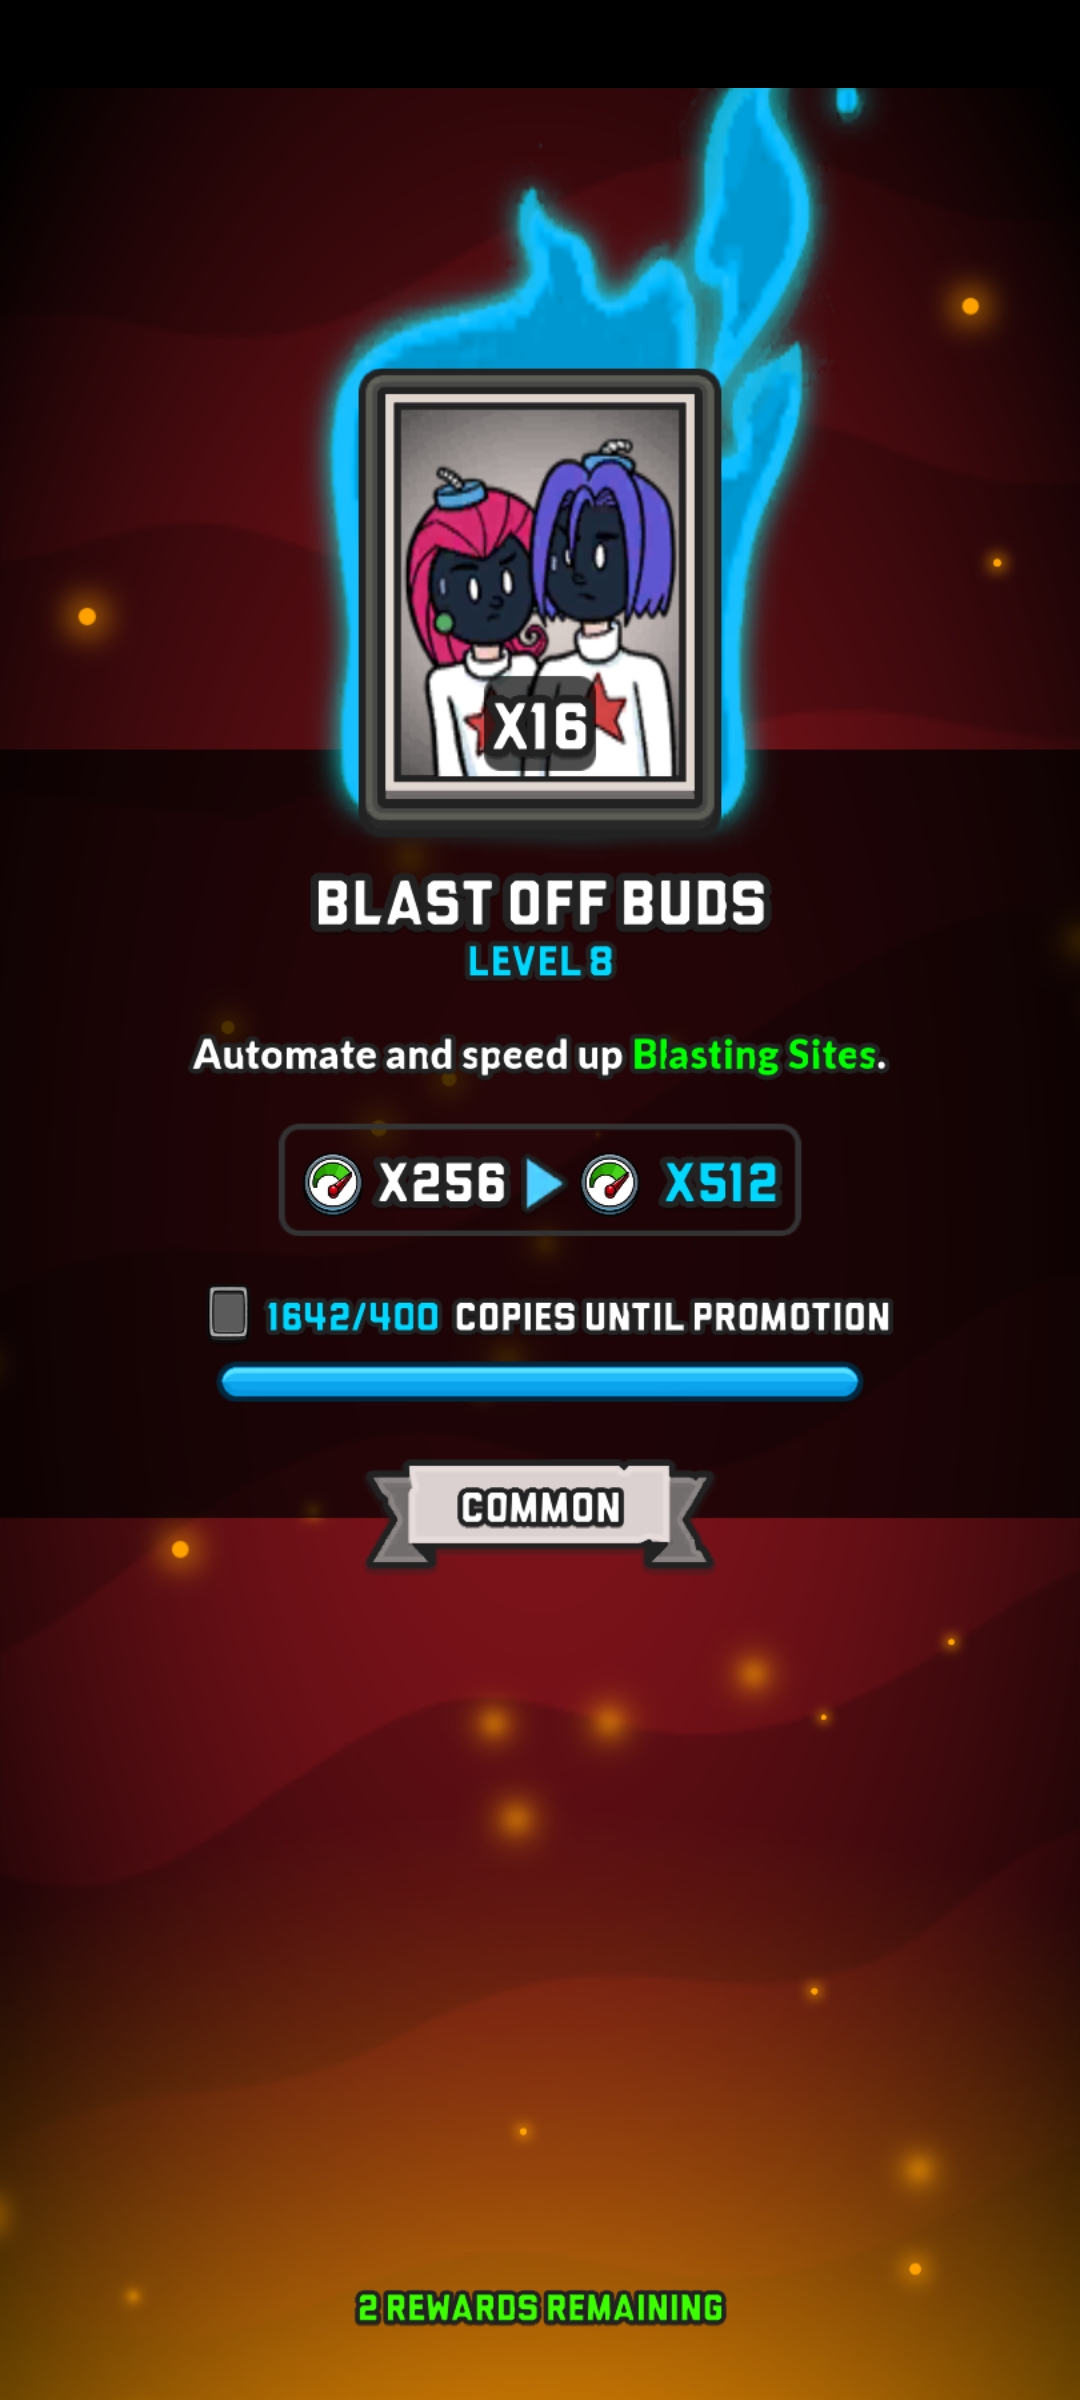 X16
BLAST OFF BUDS
LEVEL 8
Automate and speed up Blasting Sites.
X256 X512
1642/400 COPIES UNTIL PROMOTION
COMMON
2 REWARDS REMAINING